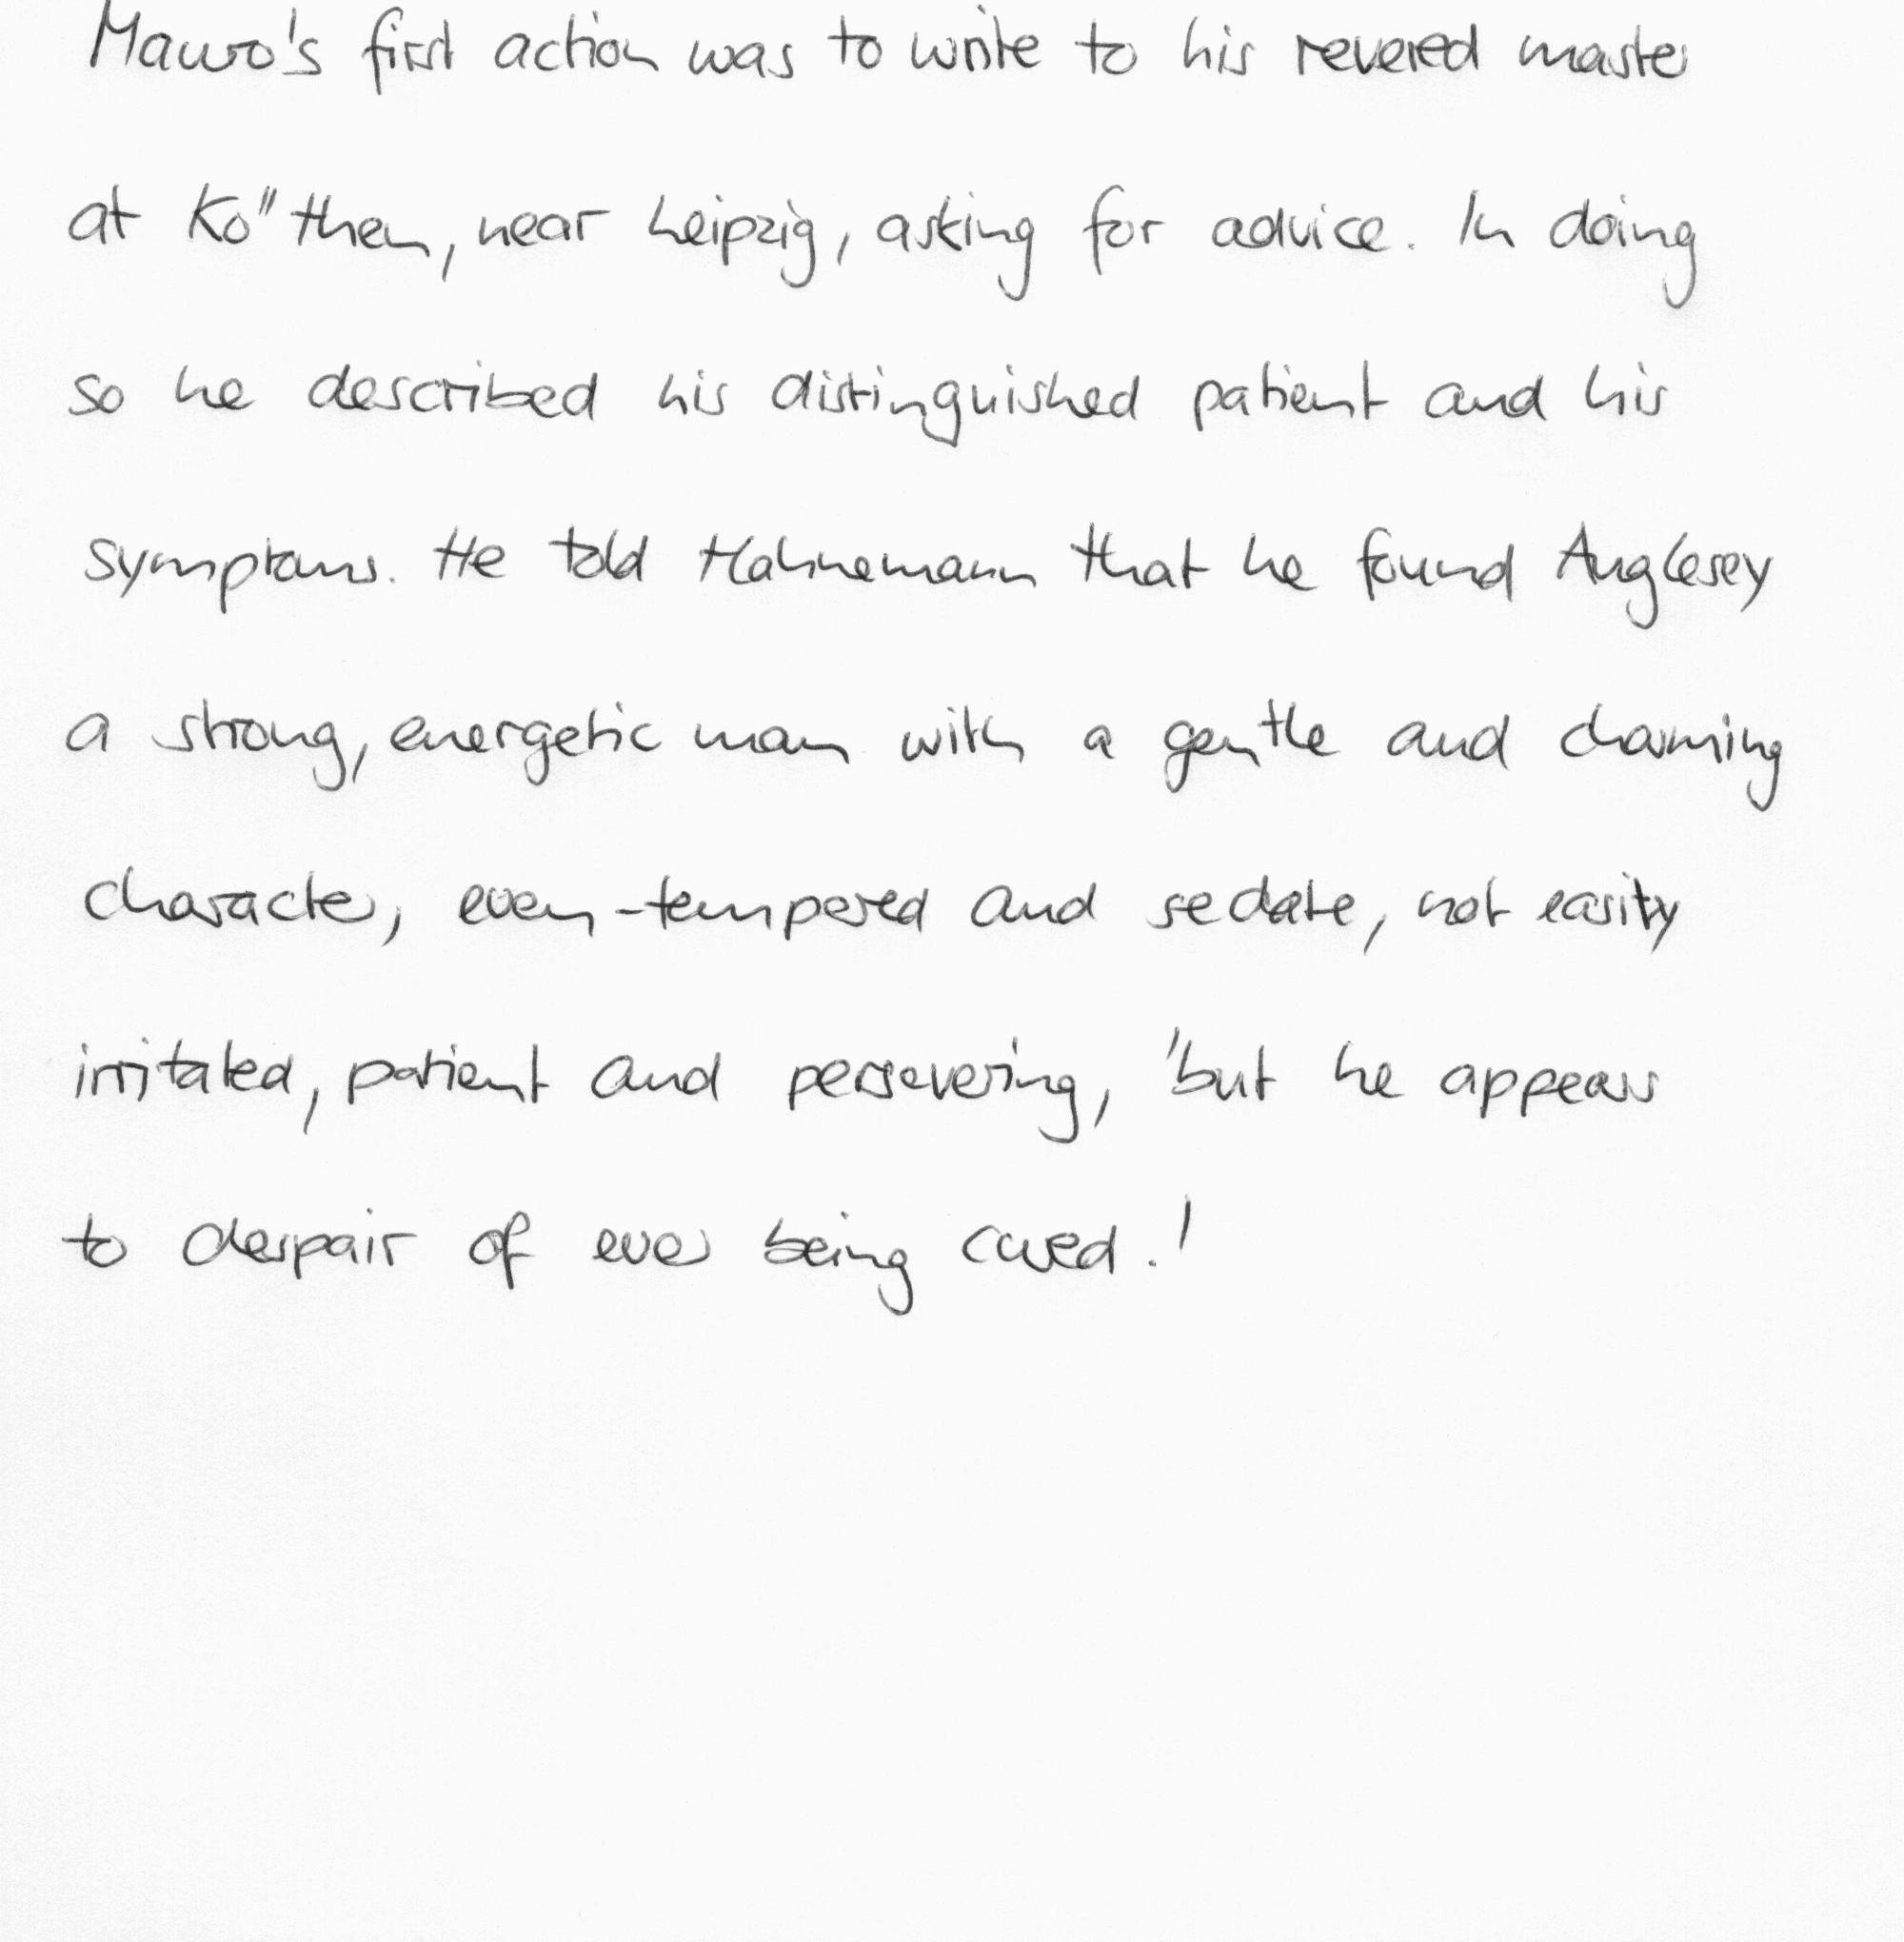 Mauro's first action was to write to his revered master
at Ko"then, near Leipzig, asking for advice. In doing
so he described his distinguished patient and his
symptoms. He told Hahnemann that he found Anglesey
a strong, energetic man with a gentle and charming
character, even-tempered and sedate, not easily
irritated, patient and persevering, 'but he appears
to despair of ever being cured.'